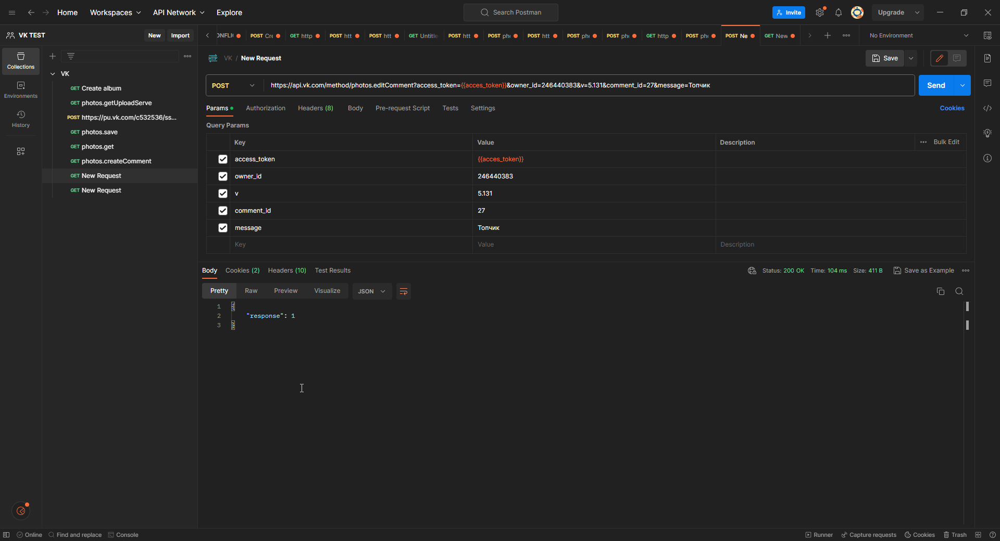 Home Workspaces API Network Explore Search Postman Invite Upgrade
VK TEST New Import ONFLI POST Cre GET http POST htt POST htt GET Untitle POST htt POST ph POST htt POST ph POST ph GET http POST ph POST Ne GET New No Environment
Collections
Environments
History
VK
GET Create album
GET photos.getUploadServe
POST https://pu.vk.com/c532536/ss...
GET photos.save
GET photos.get
GET photos.createComment
GET New Request
GET New Request
HTTP VK / New Request Save
POST https://api.vk.com/method/photos.editComment?access_token={{acces_token}}&owner_id=246440383&v=5.131&comment_id=27&message=Топчик Send
Params Authorization Headers (8) Body Pre-request Script Tests Settings Cookies
Query Params
Key Value Description Bulk Edit
access_token {{acces_token}}
owner_id 246440383
v 5.131
comment_id 27
message Топчик
Key Value Description
Body Cookies (2) Headers (10) Test Results Status: 200 OK Time: 104 ms Size: 411 B Save as Example
Pretty Raw Preview Visualize JSON
1 {
2 "response": 1
3 }
Online Find and replace Console Runner Capture requests Cookies Trash